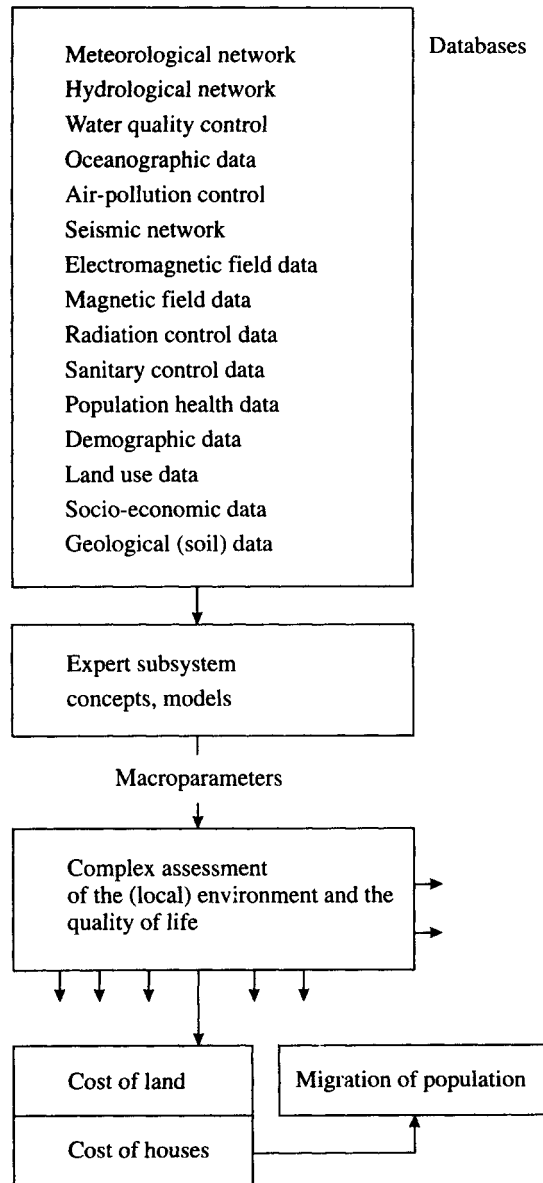 Databases
Meteorological network
Hydrological network
Water quality control
Oceanographic data
Air-pollution control
Seismic network
Electromagnetic field data
Magnetic field data
Radiation control data
Sanitary control data
Population health data
Demographic data
Land use data
Socio-economic data
Geological (soil) data
Expert subsystem
concepts, models
Macroparameters
Complex assessment
of the (local) environment and the
quality of life
Cost of land
Migration of population
Cost of houses